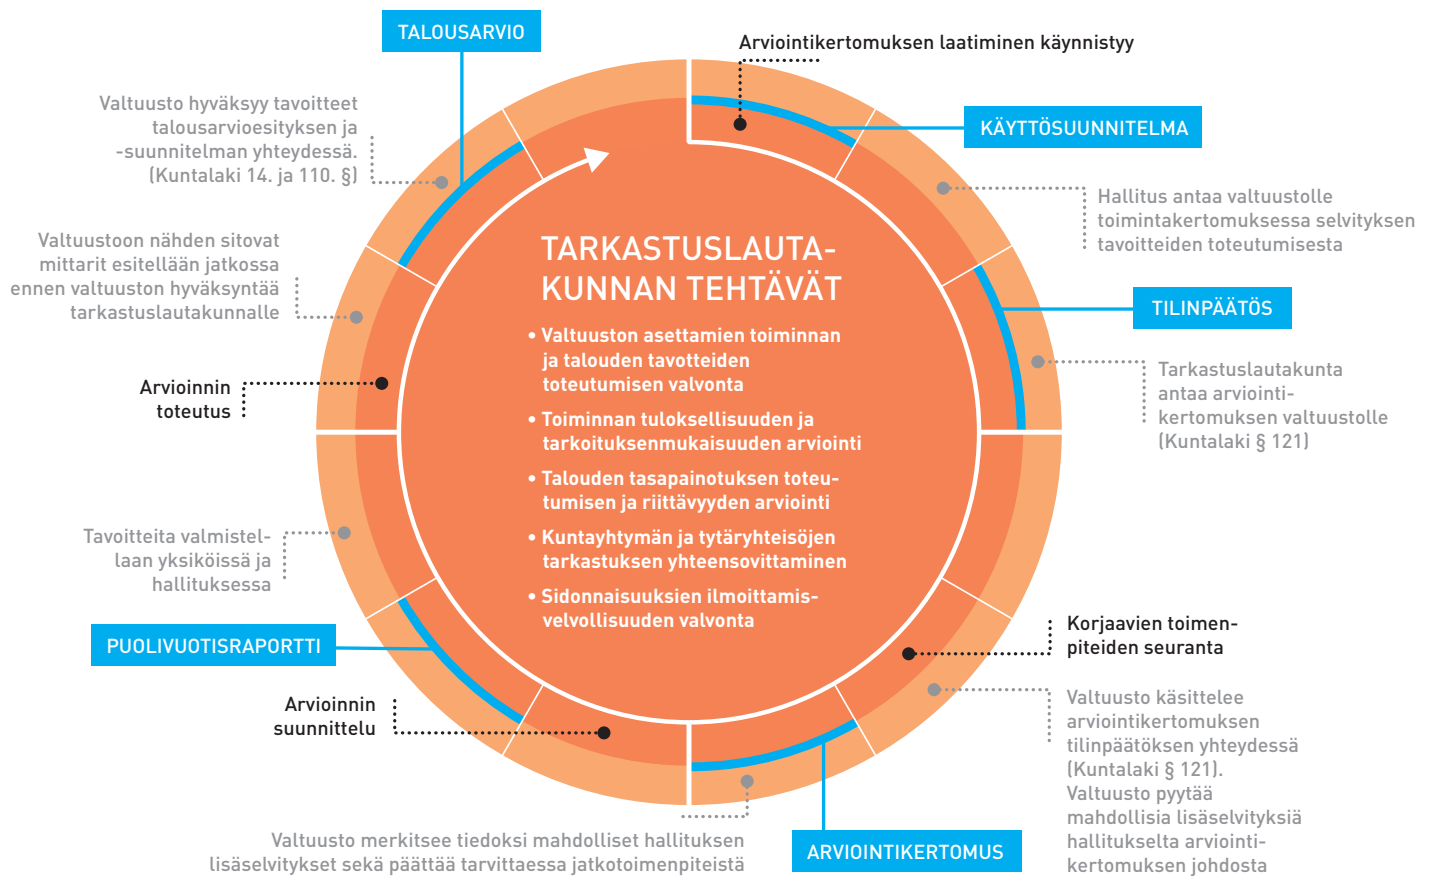 TALOUSARVIO
Arviointikertomuksen laatiminen käynnistyy
Valtuusto hyväksyy tavoitteet
talousarvioesityksen ja
-suunnitelman yhteydessä.
(Kuntalaki 14. ja 110. §)
KÄYTTÖSUUNNITELMA
Hallitus antaa valtuustolle
toimintakertomuksessa selvityksen
tavoitteiden toteutumisesta
Valtuustoon nähden sitovat
mittarit esitellään jatkossa
ennen valtuuston hyväksyntää
tarkastuslautakunnalle
TILINPÄÄTÖS
Tarkastuslautakunta
antaa arviointi-
kertomuksen valtuustolle
(Kuntalaki § 121)
Arvioinnin
toteutus
TARKASTUSLAUTA-
KUNNAN TEHTÄVÄT
• Valtuuston asettamien toiminnan
ja talouden tavotteiden
toteutumisen valvonta
• Toiminnan tuloksellisuuden ja
tarkoituksenmukaisuuden arviointi
• Talouden tasapainotuksen toteu-
tumisen ja riittävyyden arviointi
• Kuntayhtymän ja tytäryhteisöjen
tarkastuksen yhteensovittaminen
• Sidonnaisuuksien ilmoittamis-
velvollisuuden valvonta
Tavoitteita valmistel-
laan yksiköissä ja
hallituksessa
PUOLIVUOTISRAPORTTI
Korjaavien toimen-
piteiden seuranta
Arvioinnin
suunnittelu
Valtuusto käsittelee
arviointikertomuksen
tilinpäätöksen yhteydessä
(Kuntalaki § 121).
Valtuusto pyytää
mahdollisia lisäselvityksiä
hallitukselta arviointi-
kertomuksen johdosta
Valtuusto merkitsee tiedoksi mahdolliset hallituksen
lisäselvitykset sekä päättää tarvittaessa jatkotoimenpiteistä
ARVIOINTIKERTOMUS